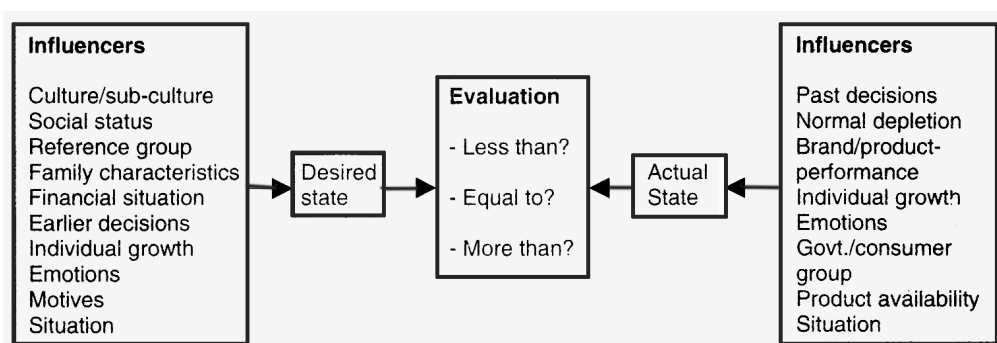 Influencers
Culture/sub-culture
Social status
Reference group
Family characteristics
Financial situation
Earlier decisions
Individual growth
Emotions
Motives
Situation
Desired
state
Evaluation
- Less than?
- Equal to?
- More than?
Actual
State
Influencers
Past decisions
Normal depletion
Brand/product-
performance
Individual growth
Emotions
Govt./consumer
group
Product availability
Situation